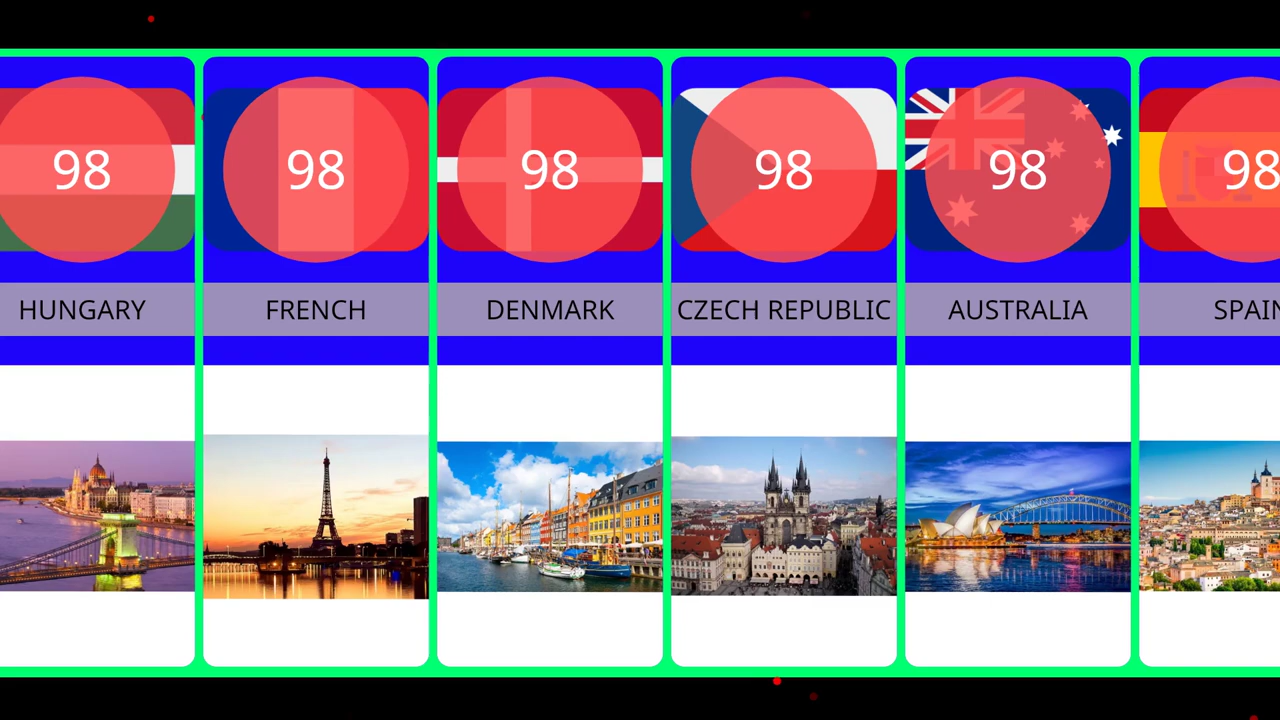 98
98
98
98
98
98
HUNGARY
FRENCH
DENMARK
CZECH REPUBLIC
AUSTRALIA
SPAIN